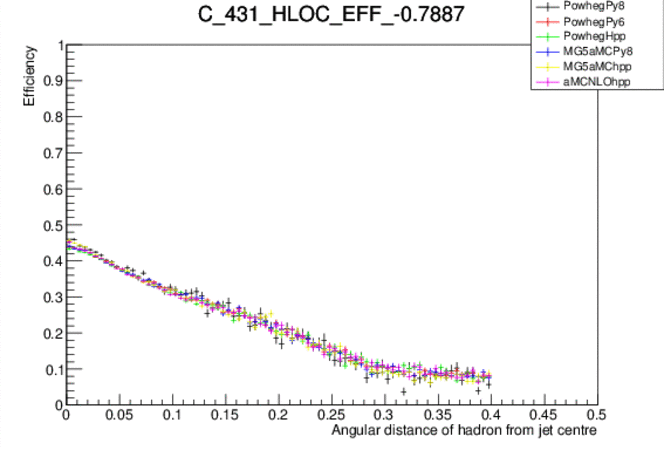 C_431_HLOC_EFF_-0.7887
PowhegPy8
PowhegPy6
PowhegHpp
MG5aMCPy8
MG5aMChpp
aMCNLOhpp
Efficiency
1
0.9
0.8
0.7
0.6
0.5
0.4
0.3
0.2
0.1
0
0 0.05 0.1 0.15 0.2 0.25 0.3 0.35 0.4 0.45 0.5
Angular distance of hadron from jet centre